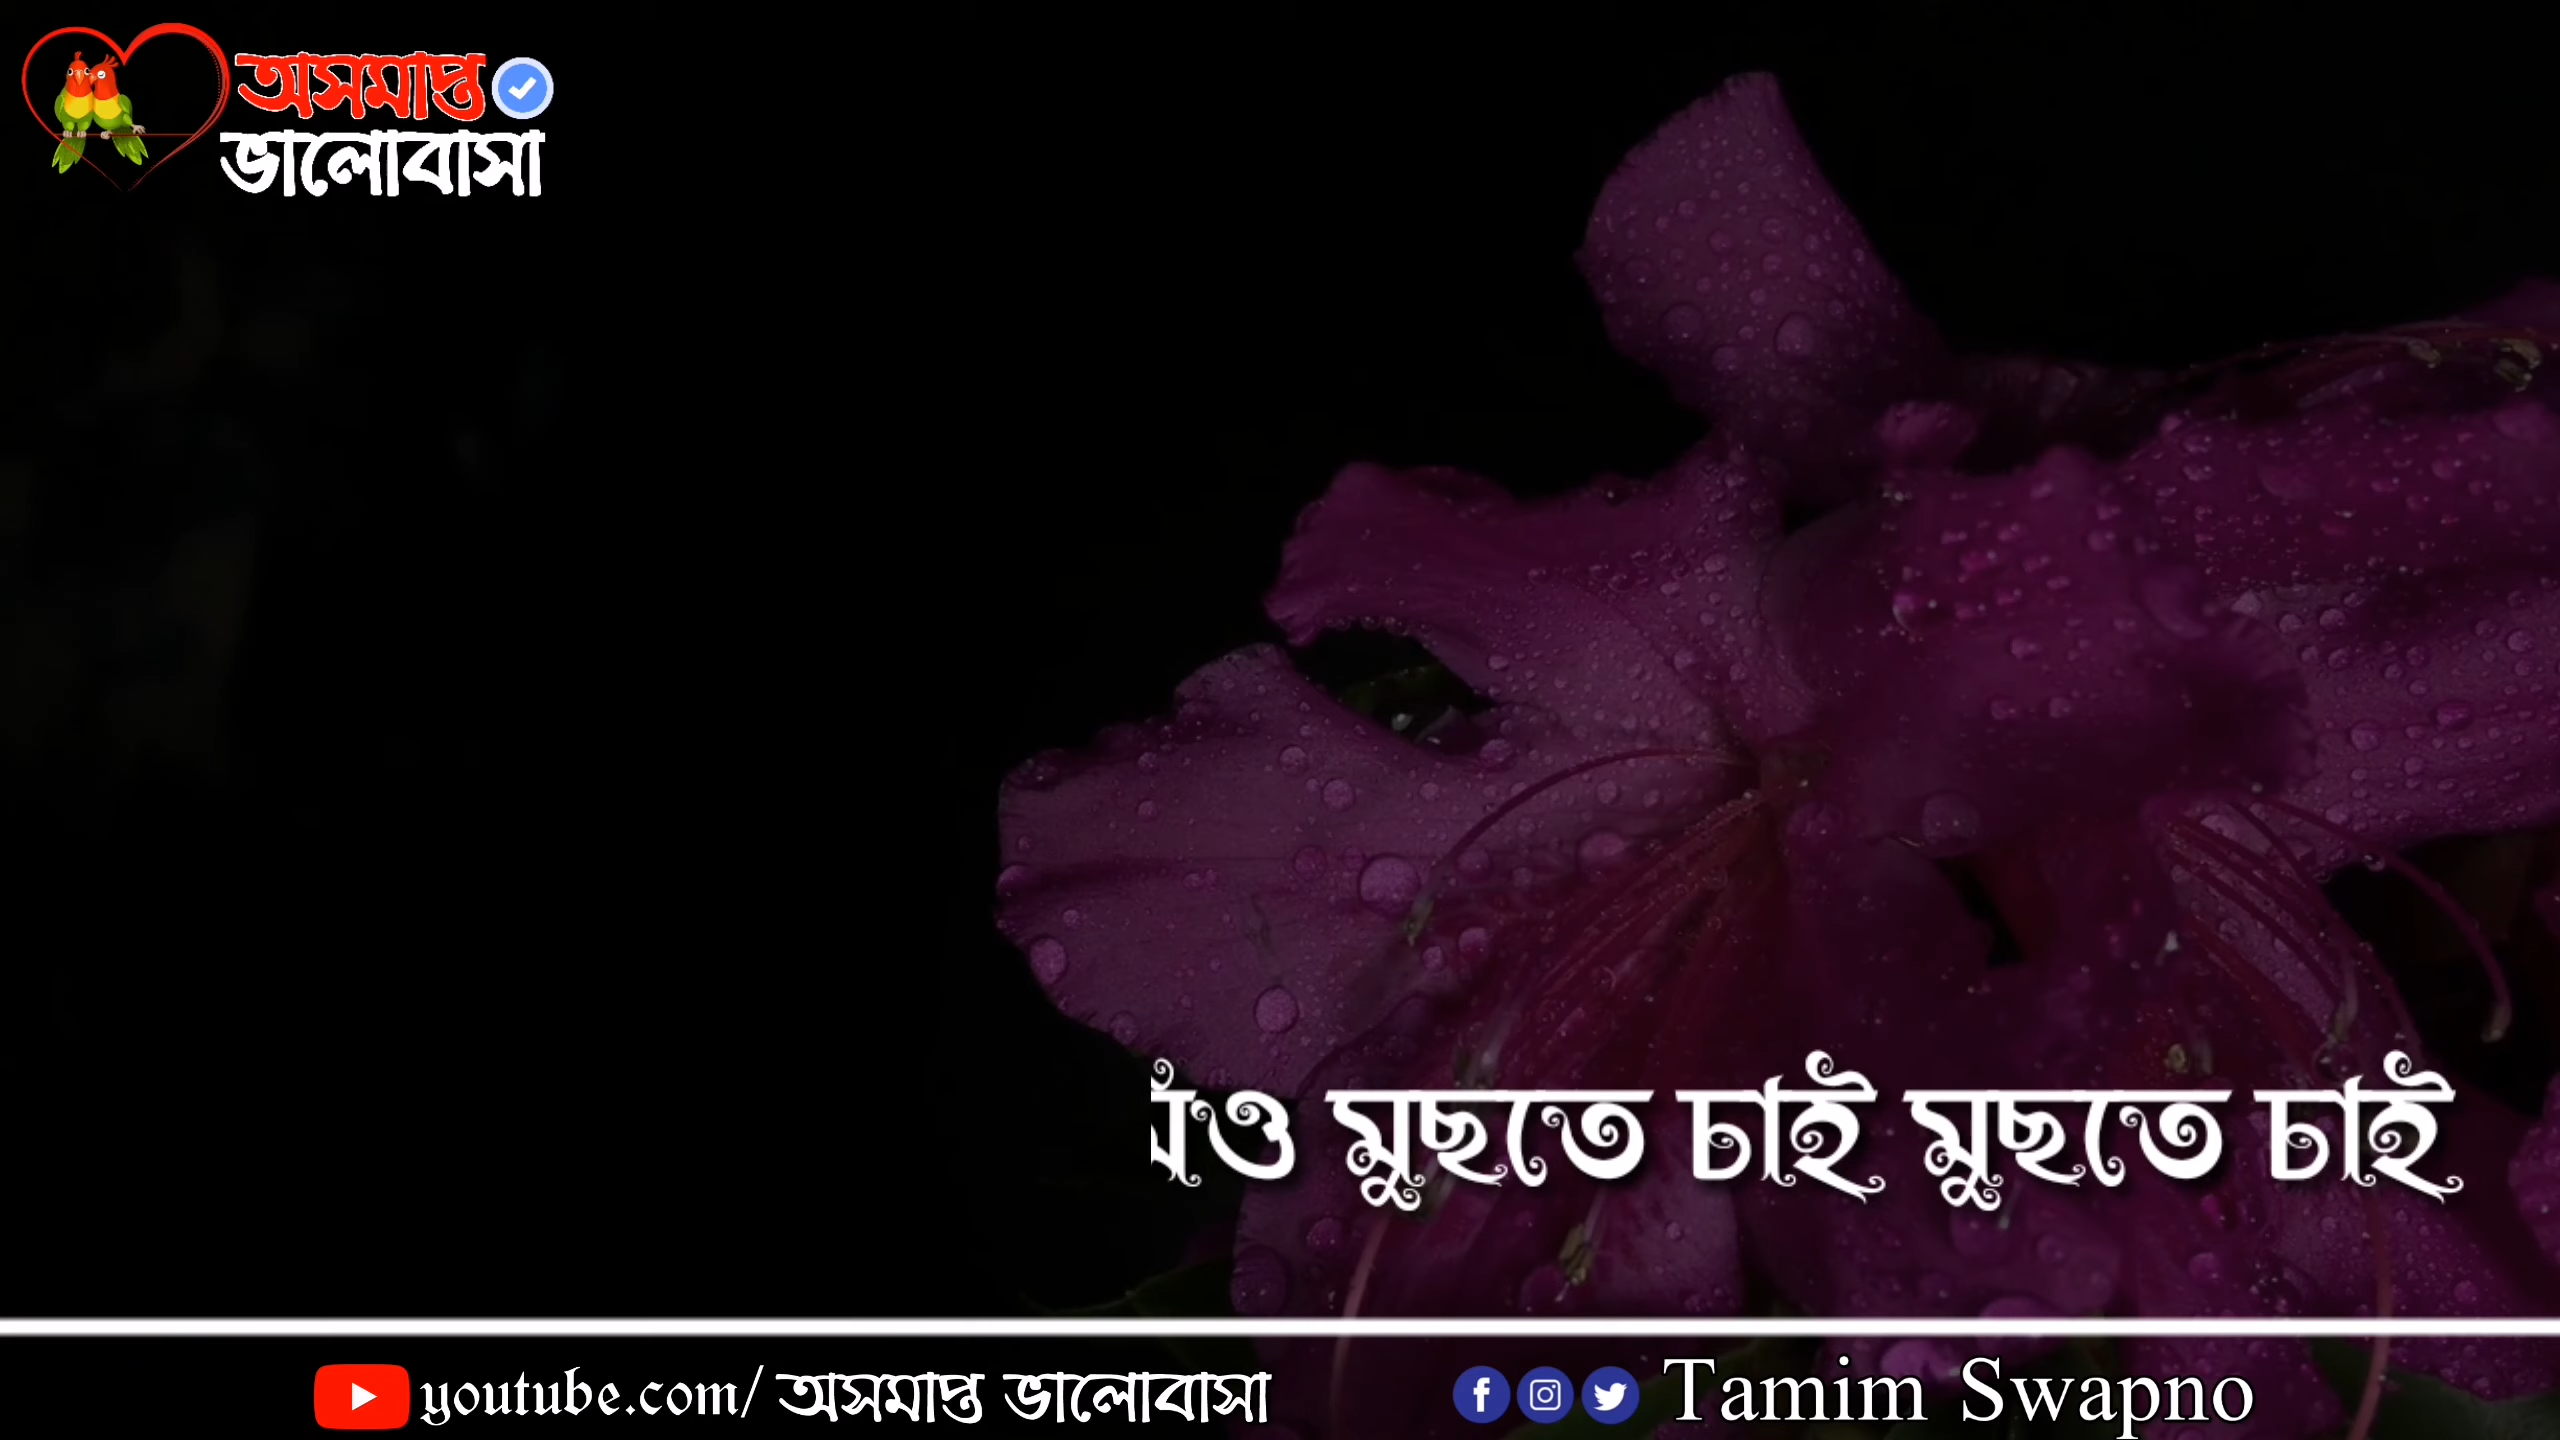 অসমাপ্ত
ভালোবাসা
মুছতে চাই মুছতে চাই
youtube.com/ অসমাপ্ত ভালোবাসা
Tamim Swapno